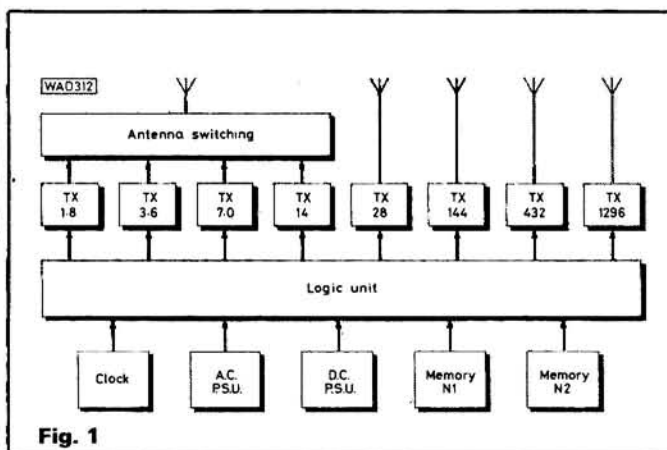 WAD312
Antenna switching
TX
1·8
TX
3·6
TX
7·0
TX
14
TX
28
TX
144
TX
432
TX
1296
Logic unit
Clock
A.C.
P.S.U.
D.C.
P.S.U.
Memory
N1
Memory
N2
Fig. 1